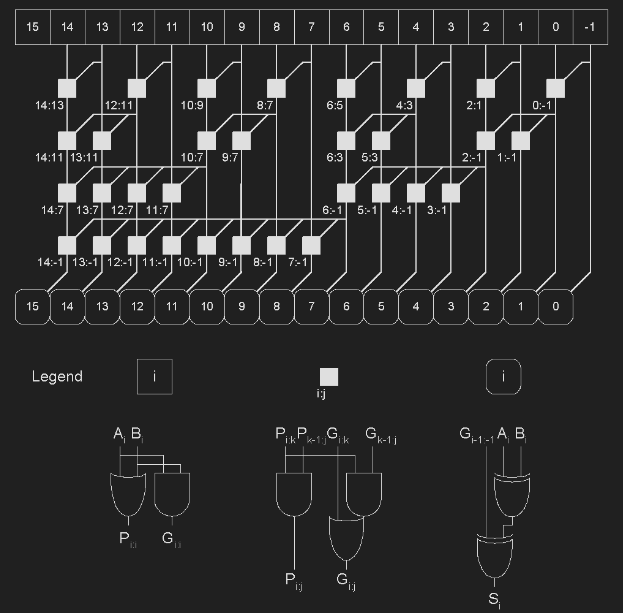 15 14 13 12 11 10 9 8 7 6 5 4 3 2 1 0 -1
14:13 12:11 10:9 8:7 6:5 4:3 2:1 0:-1
14:11 13:11 10:7 9:7 6:3 5:3 2:-1 1:-1
14:7 13:7 12:7 11:7 6:-1 5:-1 4:-1 3:-1
14:-1 13:-1 12:-1 11:-1 10:-1 9:-1 8:-1 7:-1
15 14 13 12 11 10 9 8 7 6 5 4 3 2 1 0
Legend i i:j i
Ai Bi Pi:k Pk-1:j Gi:k Gk-1:j Gi-1:-1 Ai Bi
Pi:i Gi:i
Pi:j Gi:j
Si